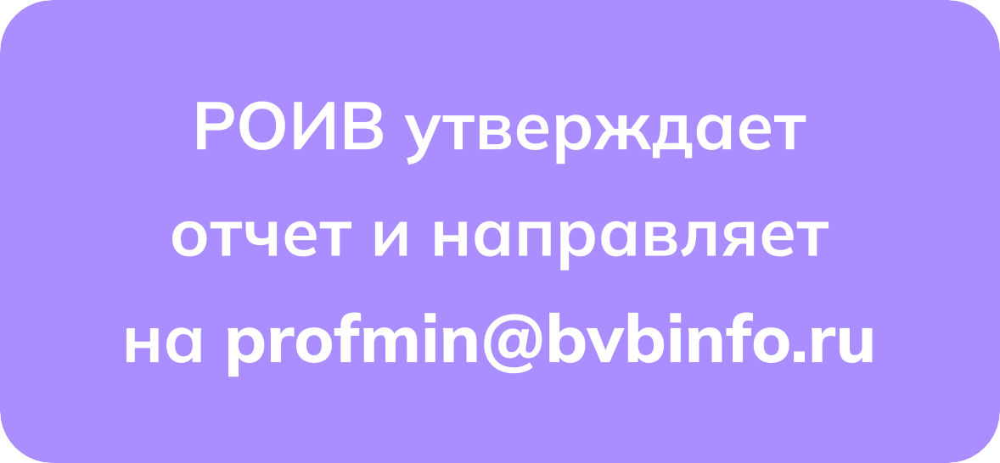 РОИВ утверждает
отчет и направляет
на profmin@bvbinfo.ru